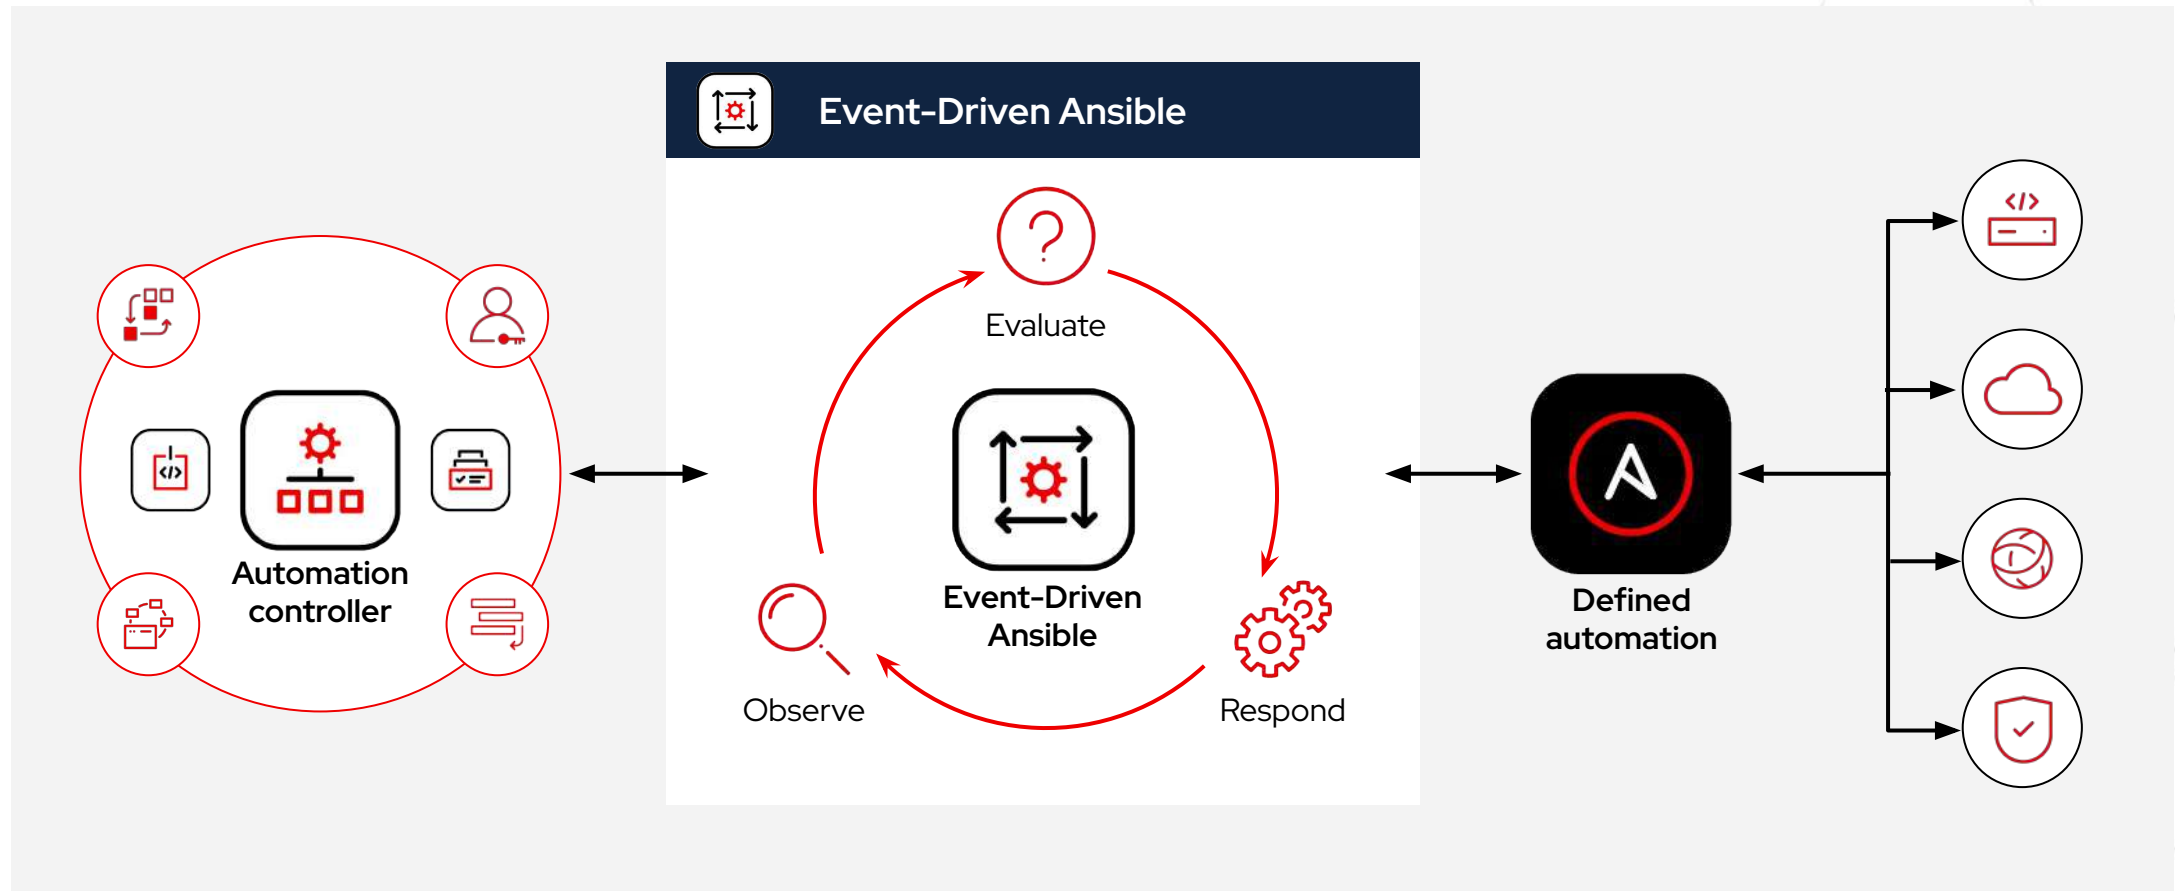 Event-Driven Ansible
Evaluate
Automation
controller
Event-Driven
Ansible
Observe
Respond
Defined
automation